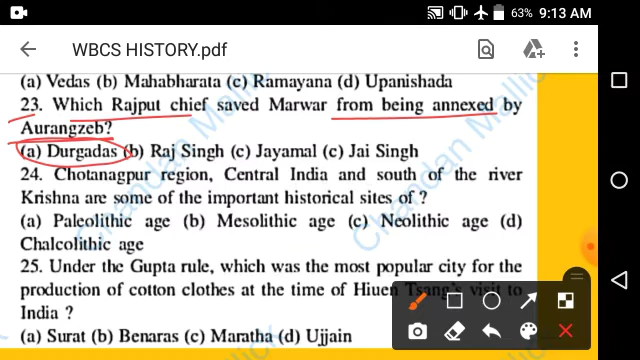 63% 9:13 AM
WBCS HISTORY.pdf
(a) Vedas (b) Mahabharata (c) Ramayana (d) Upanishada
23. Which Rajput chief saved Marwar from being annexed by
Aurangzeb?
(a) Durgadas (b) Raj Singh (c) Jayamal (c) Jai Singh
24. Chotanagpur region, Central India and south of the river
Krishna are some of the important historical sites of ?
(a) Paleolithic age (b) Mesolithic age (c) Neolithic age (d)
Chalcolithic age
25. Under the Gupta rule, which was the most popular city for the
production of cotton clothes at the time of Hiuen Tsang's visit to
India ?
(a) Surat (b) Benaras (c) Maratha (d) Ujjain
Chandan Mallick
Chandan Mallick